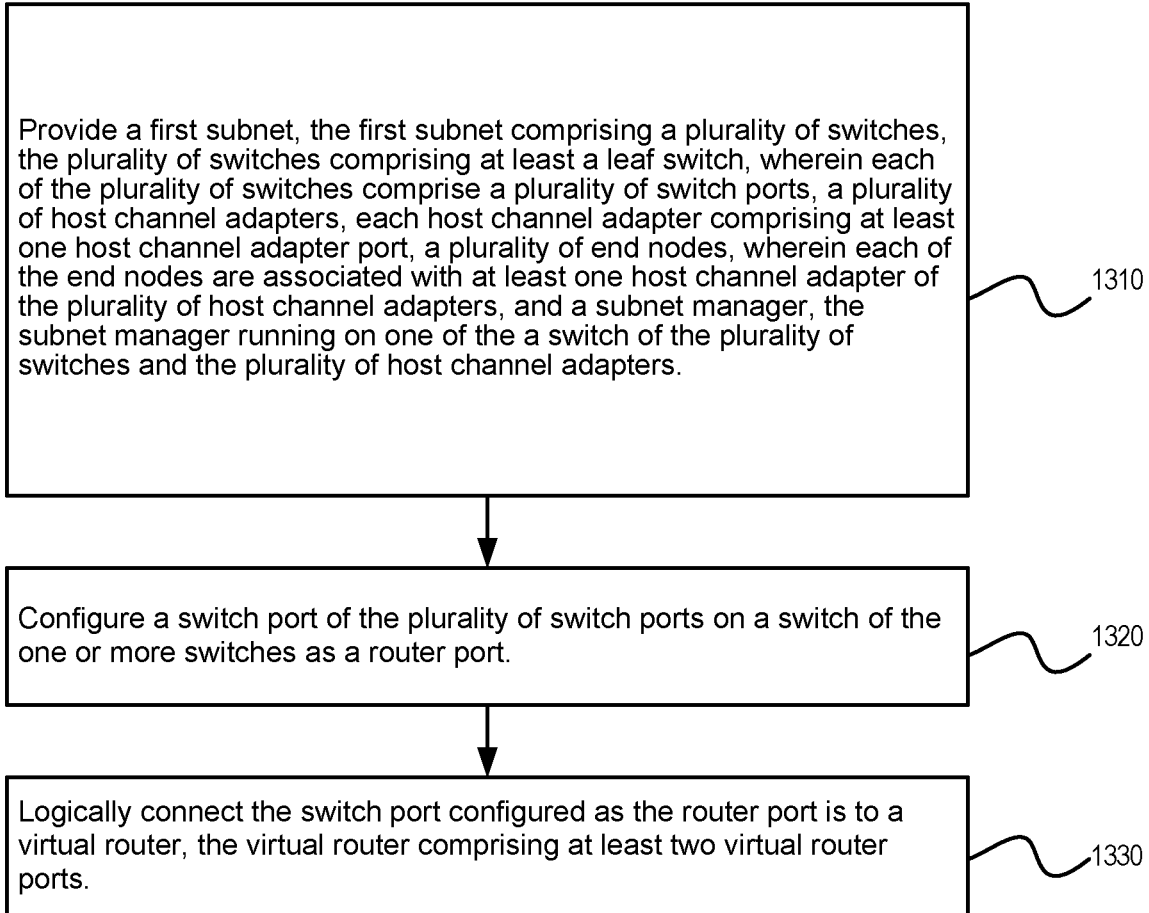 Provide a first subnet, the first subnet comprising a plurality of switches,
the plurality of switches comprising at least a leaf switch, wherein each
of the plurality of switches comprise a plurality of switch ports, a plurality
of host channel adapters, each host channel adapter comprising at least
one host channel adapter port, a plurality of end nodes, wherein each of
the end nodes are associated with at least one host channel adapter of
the plurality of host channel adapters, and a subnet manager, the
subnet manager running on one of the a switch of the plurality of
switches and the plurality of host channel adapters.
1310
Configure a switch port of the plurality of switch ports on a switch of the
one or more switches as a router port.
1320
Logically connect the switch port configured as the router port is to a
virtual router, the virtual router comprising at least two virtual router
ports.
1330